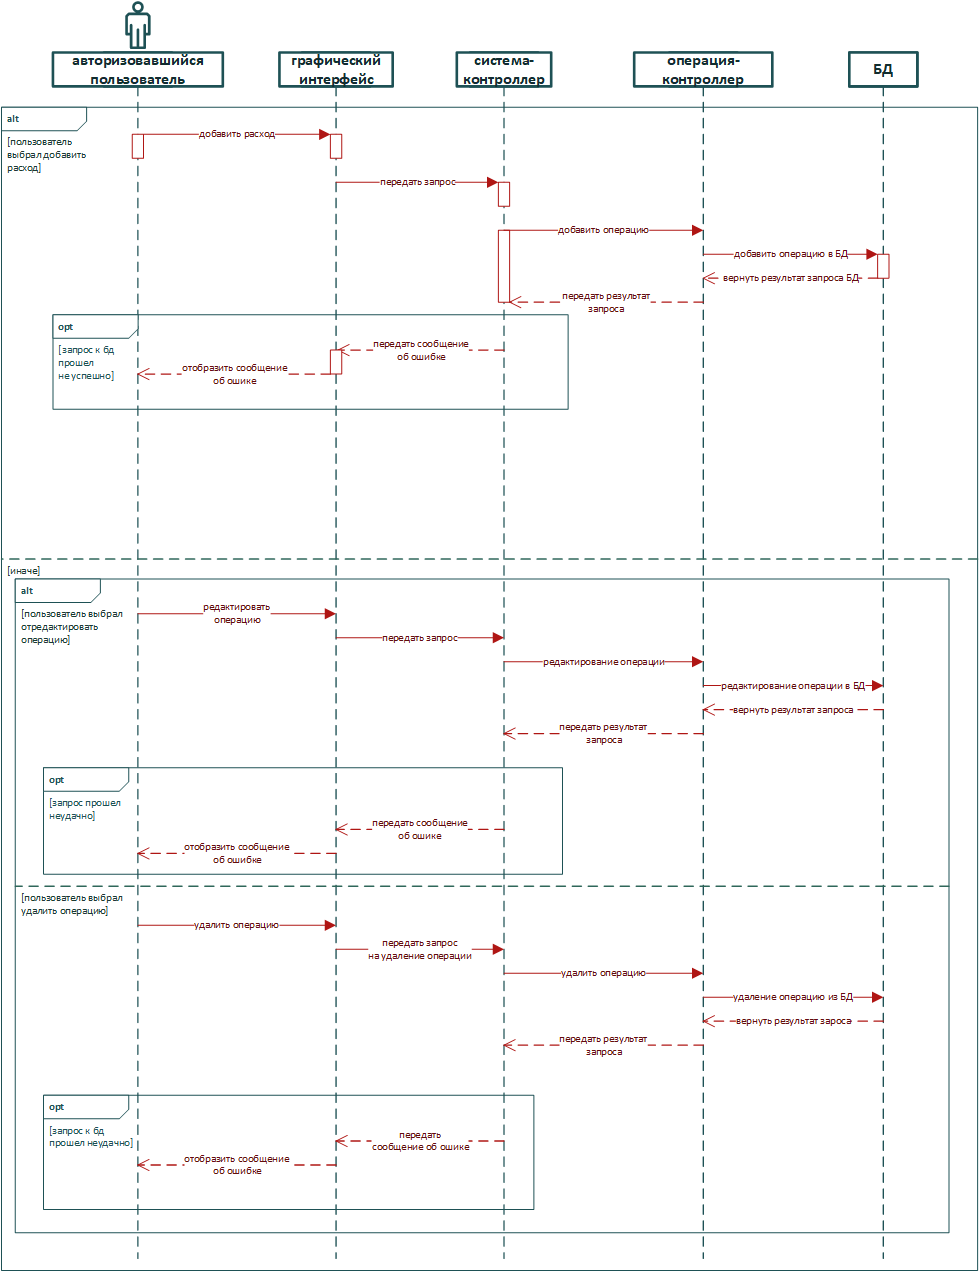 авторизовавшийся
пользователь
графический
интерфейс
система-
контроллер
операция-
контроллер
БД
alt
[пользователь
выбрал добавить
расход]
добавить расход
передать запрос
добавить операцию
добавить операцию в БД
вернуть результат запроса БД
передать результат
запроса
opt
[запрос к бд
прошел
не успешно]
передать сообщение
об ошибке
отобразить сообщение
об ошике
[иначе]
alt
[пользователь выбрал
отредактировать
операцию]
редактировать
операцию
передать запрос
редактирование операции
редактирование операции в БД
вернуть результат запроса
передать результат
запроса
opt
[запрос прошел
неудачно]
передать сообщение
об ошике
отобразить сообщение
об ошибке
[пользователь выбрал
удалить операцию]
удалить операцию
передать запрос
на удаление операции
удалить операцию
удаление операцию из БД
вернуть результат зароса
передать результат
запроса
opt
[запрос к бд
прошел неудачно]
передать
сообщение об ошике
отобразить сообщение
об ошибке